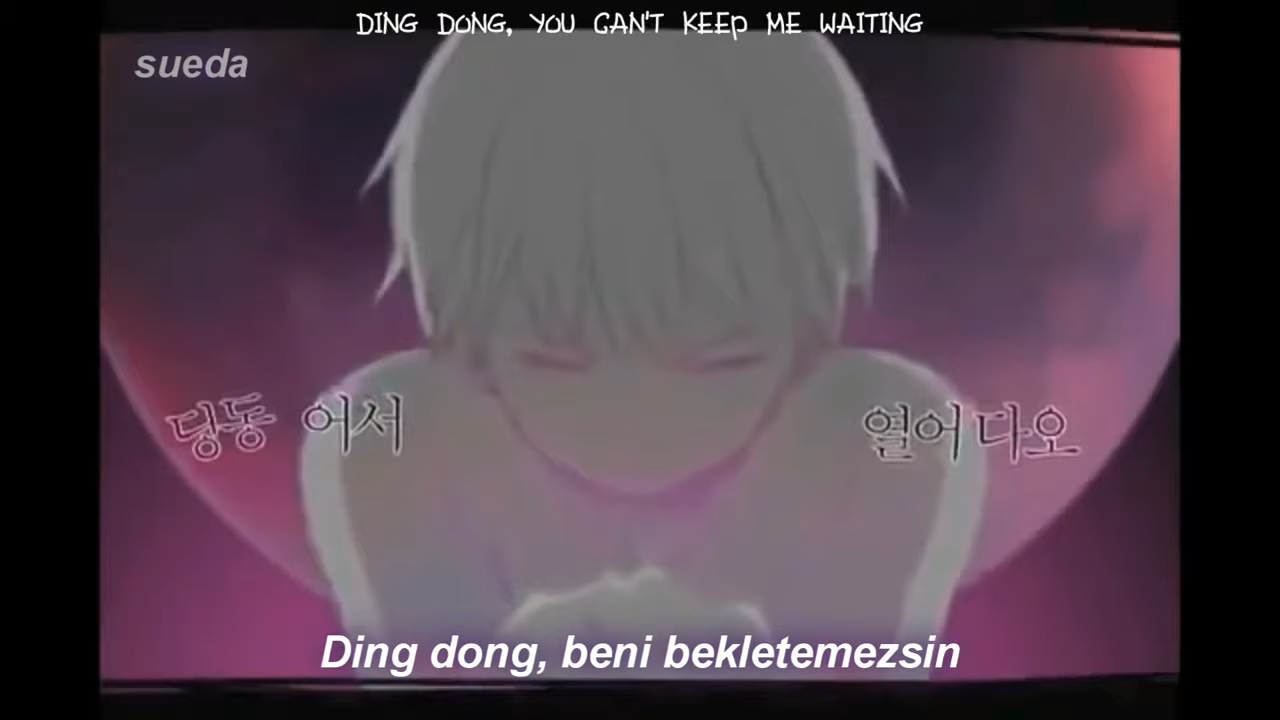 DING DONG, YOU CAN'T KEEP ME WAITING
sueda
딩동 어서 열어 다오
Ding dong, beni bekletemezsin